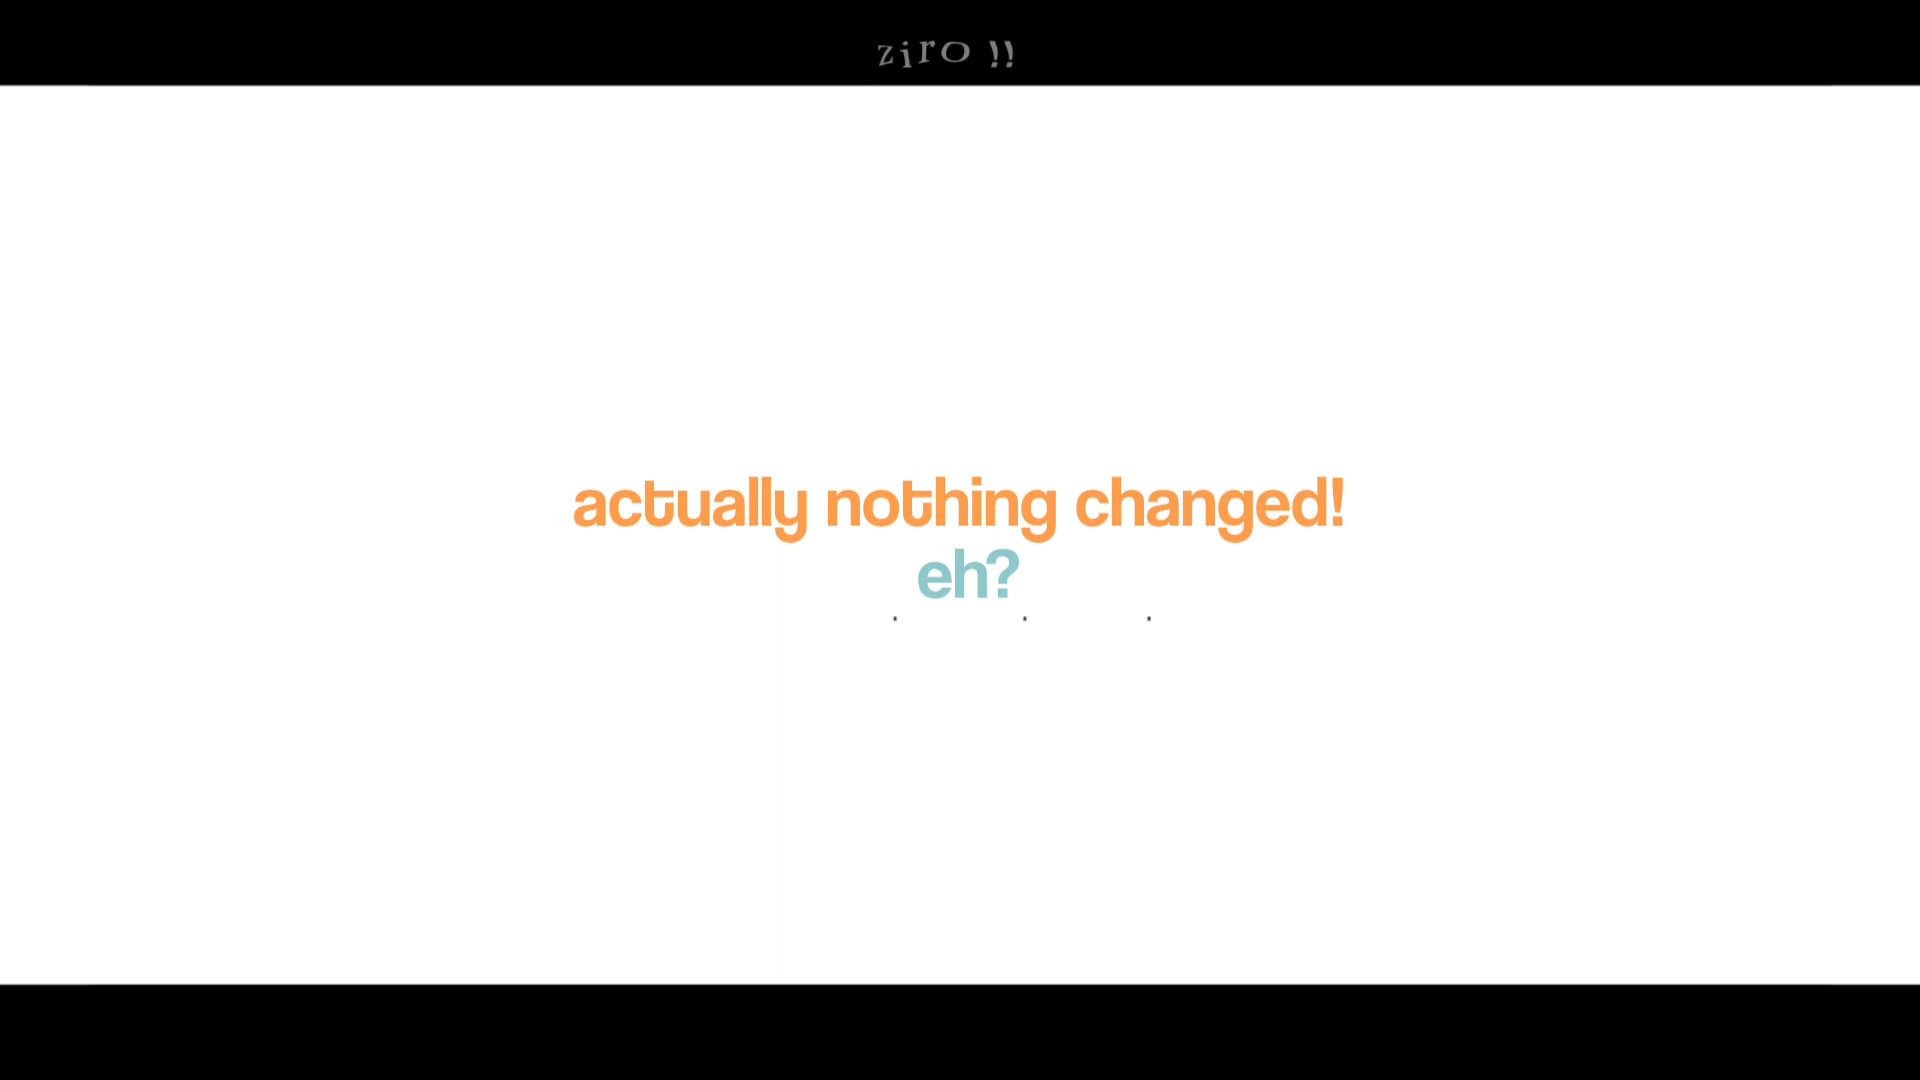 ziro !!
actually nothing changed!
eh?
. . .